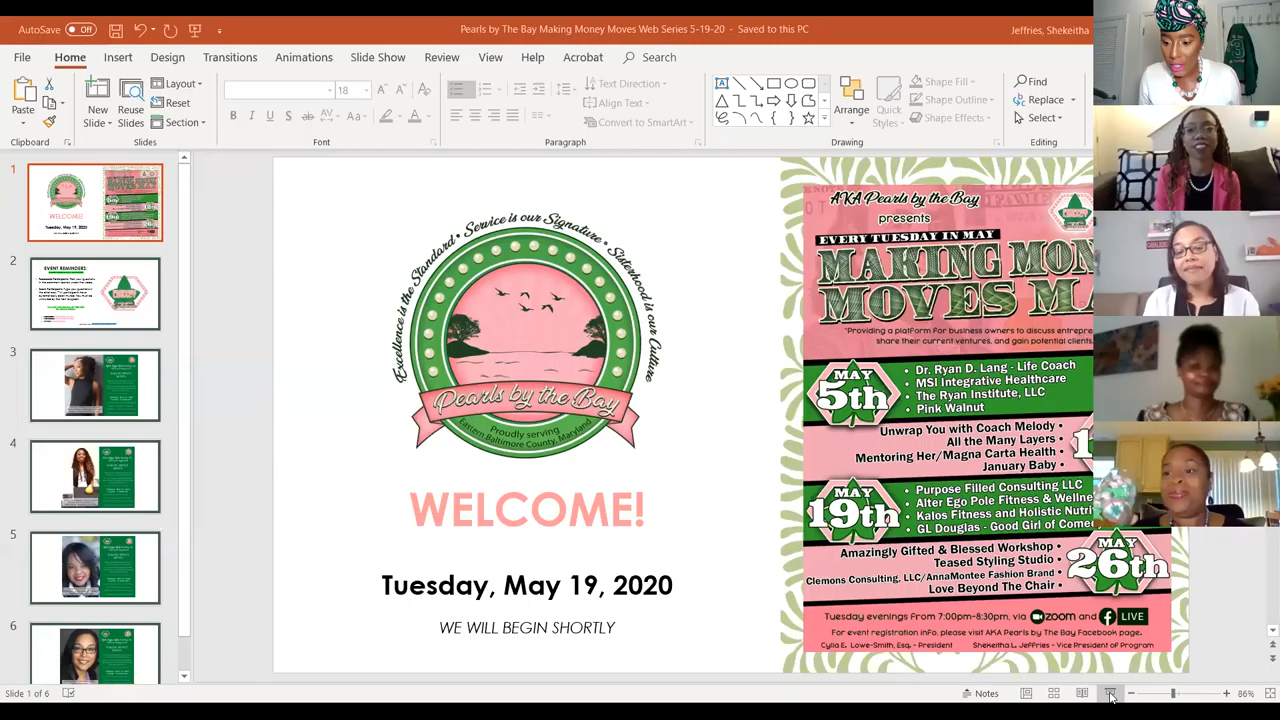 AutoSave Off
Pearls by The Bay Making Money Moves Web Series 5-19-20 - Saved to this PC
Jeffries, Shekeitha
File Home Insert Design Transitions Animations Slide Show Review View Help Acrobat Search
Paste
New Slide
Reuse Slides
Layout
Reset
Section
18
Text Direction
Align Text
Convert to SmartArt
Arrange
Quick Styles
Shape Fill
Shape Outline
Shape Effects
Find
Replace
Select
Clipboard Slides Font Paragraph Drawing Editing
1
WELCOME!
Tuesday, May 19, 2020
2
EVENT REMINDERS:
3
4
5
6
Excellence is the Standard • Service is our Signature • Sisterhood is our Culture
Pearls by the Bay
Proudly serving
Eastern Baltimore County, Maryland
WELCOME!
Tuesday, May 19, 2020
WE WILL BEGIN SHORTLY
AKA Pearls by the Bay
presents
EVERY TUESDAY IN MAY
MAKING MON
MOVES MA
"Providing a platform For business owners to discuss entrepre
share their current ventures, and gain potential clients
MAY 5th
• Dr. Ryan D. Lang - Life Coach
• MSI Integrative Healthcare
• The Ryan Institute, LLC
• Pink Walnut
Unwrap You with Coach Melody •
All the Many Layers •
Mentoring Her/Magna Carta Health •
January Baby •
MAY 19th
• Purpose Filled Consulting LLC
• Alter Ego Pole Fitness & Wellne
• Kalos Fitness and Holistic Nutri
• GL Douglas - Good Girl of Come
Amazingly Gifted & Blessed Workshop •
Teased Styling Studio •
Clemons Consulting, LLC/AnnaMontee Fashion Brand •
Love Beyond The Chair •
MAY 26th
Tuesday evenings From 7:00pm-8:30pm, via zoom and LIVE
For event registration info, please visit AKA Pearls by The Bay Facebook page.
Cylia E. Lowe-Smith, Esq. - President Shekeitha L. Jeffries - Vice President of Program
Slide 1 of 6
Notes
86%